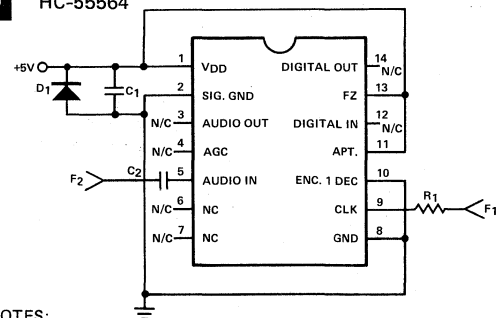 HC-55564
+5V
D1
C1
1 VDD
2 SIG. GND
N/C 3 AUDIO OUT
N/C 4 AGC
F2 C2 5 AUDIO IN
N/C 6 NC
N/C 7 NC
DIGITAL OUT 14 N/C
FZ 13
DIGITAL IN 12 N/C
APT. 11
ENC. 1 DEC 10
CLK 9 R1 F1
GND 8
NOTES: